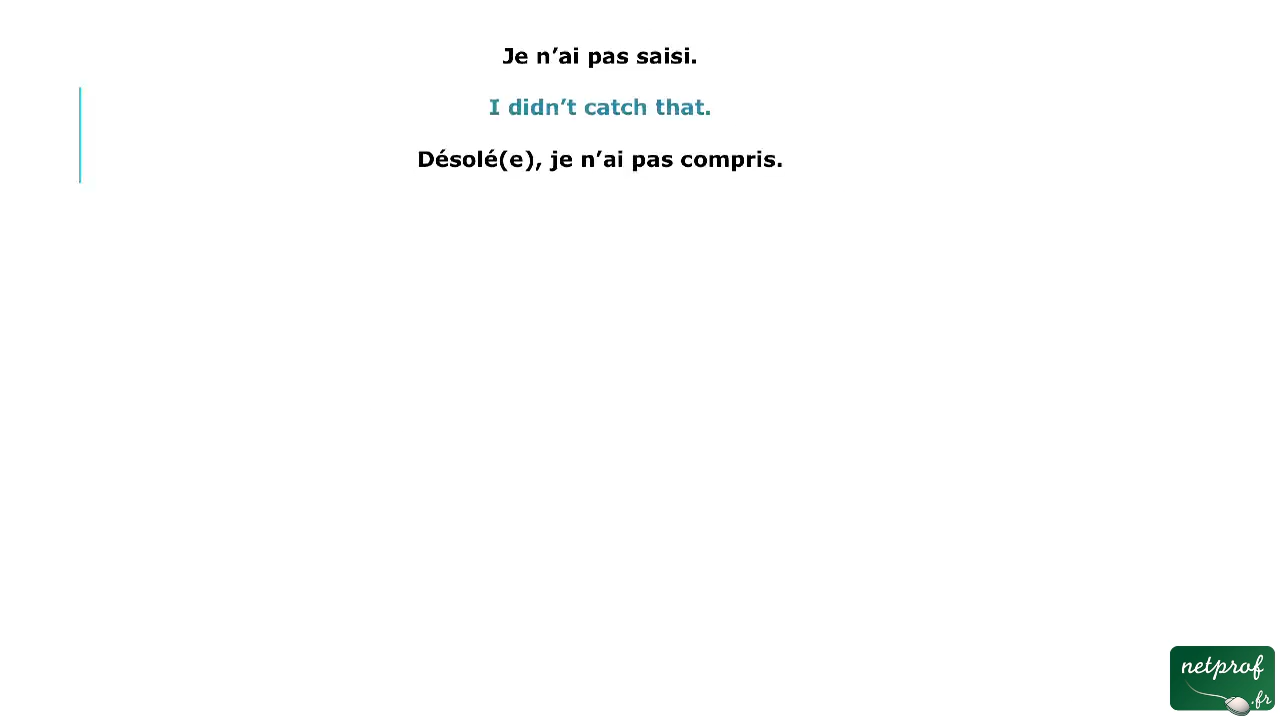 Je n’ai pas saisi.
I didn’t catch that.
Désolé(e), je n’ai pas compris.
netprof
.fr